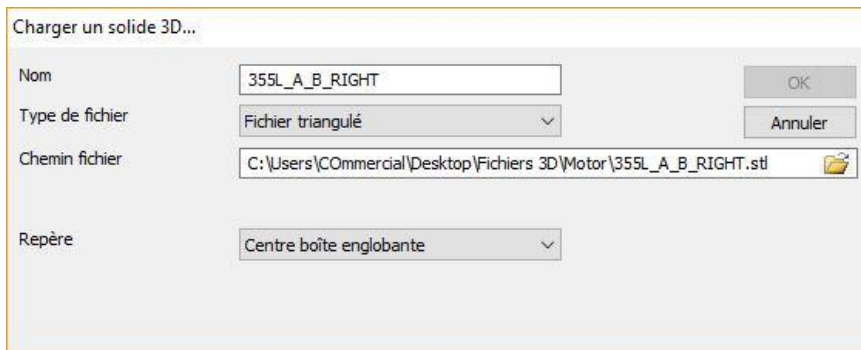 Charger un solide 3D...
Nom 355L_A_B_RIGHT OK
Type de fichier Fichier triangulé Annuler
Chemin fichier C:\Users\COmmercial\Desktop\Fichiers 3D\Motor\355L_A_B_RIGHT.stl
Repère Centre boîte englobante